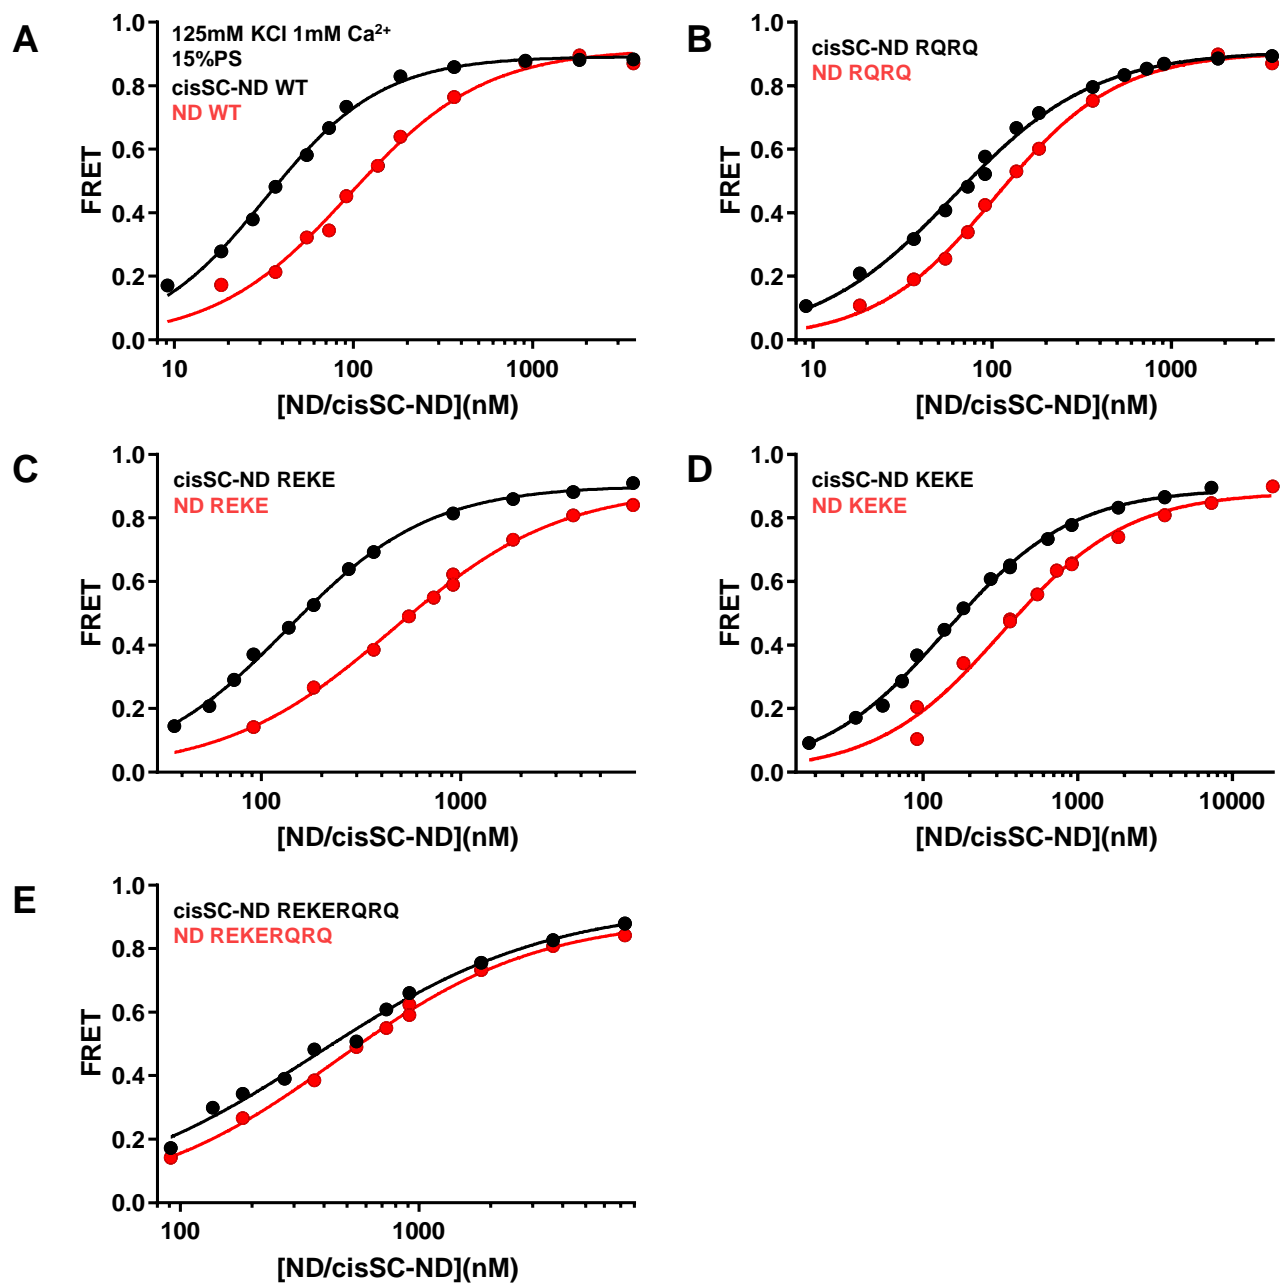 A
125mM KCl 1mM Ca²⁺
15%PS
cisSC-ND WT
ND WT
1.0
0.8
0.6
0.4
0.2
0.0
FRET
10
100
1000
[ND/cisSC-ND](nM)
B
cisSC-ND RQRQ
ND RQRQ
1.0
0.8
0.6
0.4
0.2
0.0
FRET
10
100
1000
[ND/cisSC-ND](nM)
C
cisSC-ND REKE
ND REKE
1.0
0.8
0.6
0.4
0.2
0.0
FRET
100
1000
[ND/cisSC-ND](nM)
D
cisSC-ND KEKE
ND KEKE
1.0
0.8
0.6
0.4
0.2
0.0
FRET
100
1000
10000
[ND/cisSC-ND](nM)
E
cisSC-ND REKERQRQ
ND REKERQRQ
1.0
0.8
0.6
0.4
0.2
0.0
FRET
100
1000
[ND/cisSC-ND](nM)